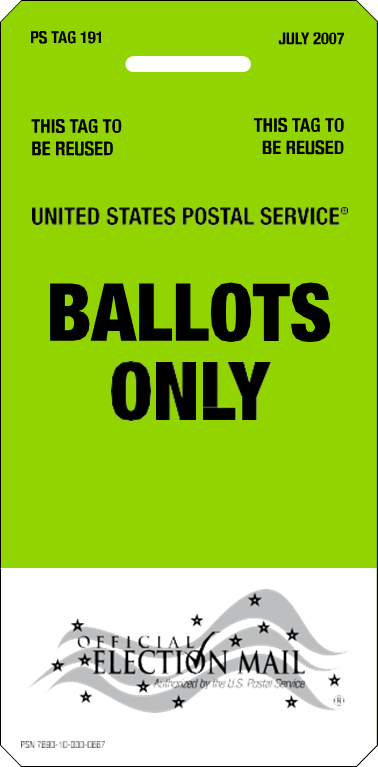 PS TAG 191
JULY 2007
THIS TAG TO
BE REUSED
THIS TAG TO
BE REUSED
UNITED STATES POSTAL SERVICE®
BALLOTS
ONLY
OFFICIAL
ELECTION MAIL
Authorized by the U.S. Postal Service
®
PSN 7690-10-000-0687